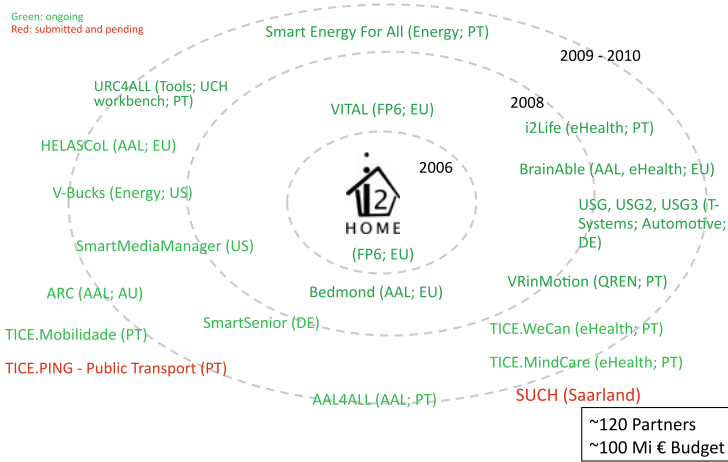 Green: ongoing
Red: submitted and pending
Smart Energy For All (Energy; PT)
2009 - 2010
URC4ALL (Tools; UCH
workbench; PT)
2008
VITAL (FP6; EU)
i2Life (eHealth; PT)
HELASCoL (AAL; EU)
2006
BrainAble (AAL, eHealth; EU)
V-Bucks (Energy; US)
i2
HOME
USG, USG2, USG3 (T-
Systems; Automotive;
DE)
SmartMediaManager (US)
(FP6; EU)
VRinMotion (QREN; PT)
ARC (AAL; AU)
Bedmond (AAL; EU)
SmartSenior (DE)
TICE.Mobilidade (PT)
TICE.WeCan (eHealth; PT)
TICE.PING - Public Transport (PT)
TICE.MindCare (eHealth; PT)
AAL4ALL (AAL; PT)
SUCH (Saarland)
~120 Partners
~100 Mi € Budget